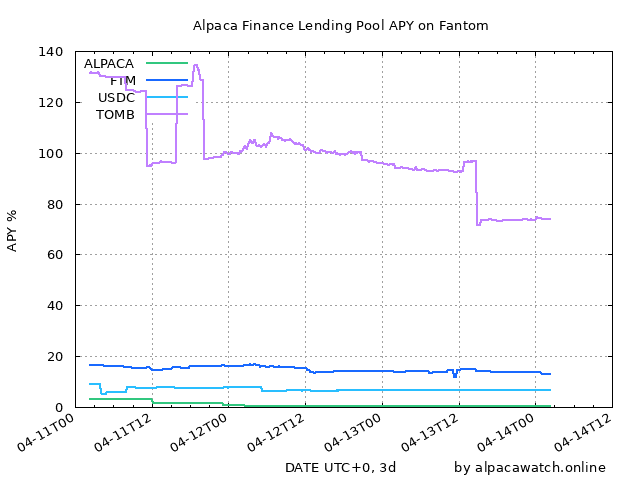 Alpaca Finance Lending Pool APY on Fantom
140
120
100
80
60
40
20
0
APY %
ALPACA
FTM
USDC
TOMB
04-11T00
04-11T12
04-12T00
04-12T12
04-13T00
04-13T12
04-14T00
04-14T12
DATE UTC+0, 3d
by alpacawatch.online